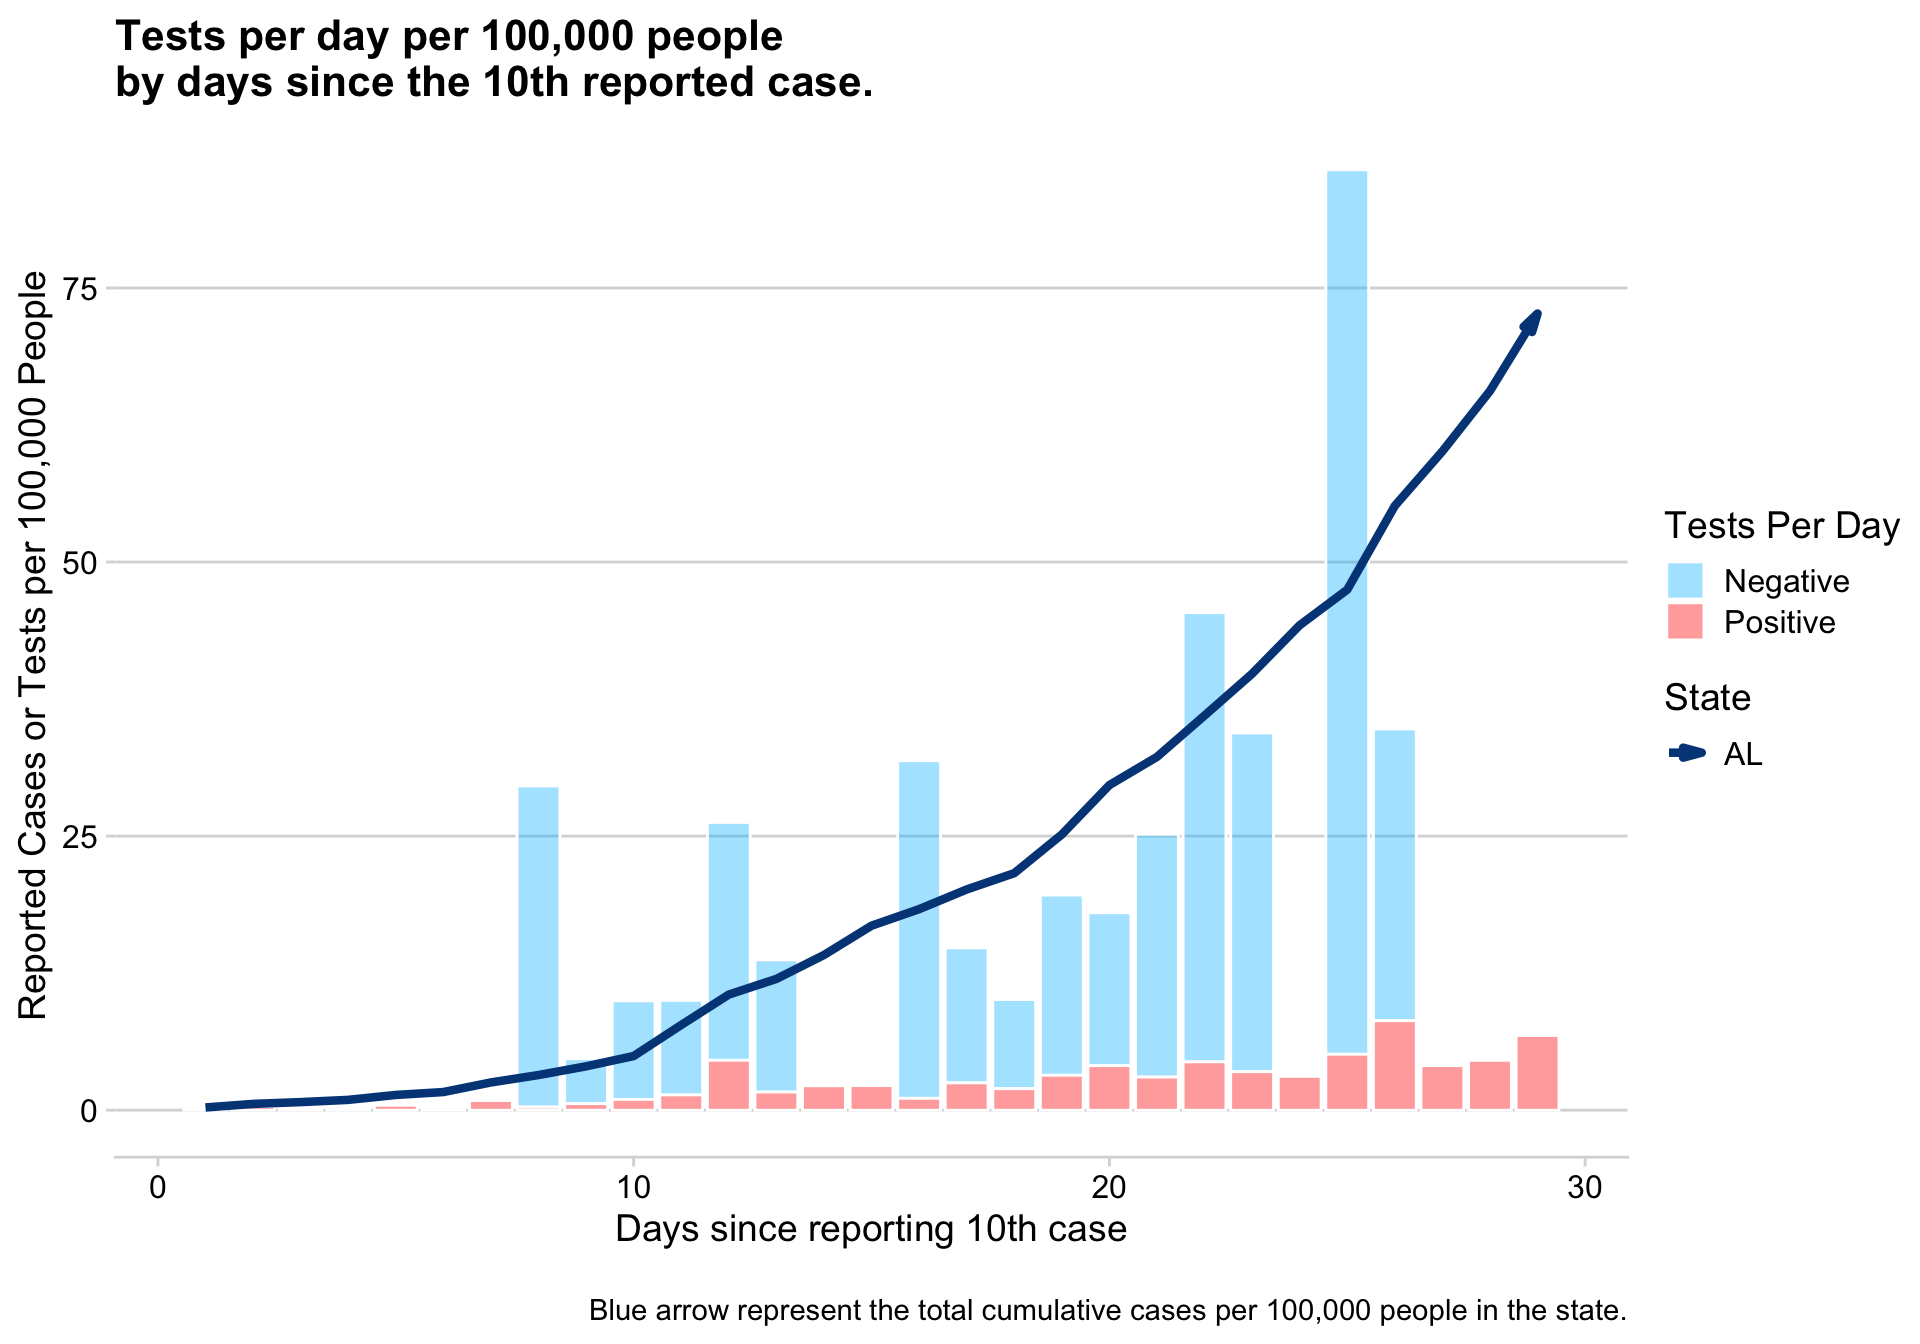 Tests per day per 100,000 people
by days since the 10th reported case.
Reported Cases or Tests per 100,000 People
75
50
25
0
0
10
20
30
Days since reporting 10th case
Tests Per Day
Negative
Positive
State
AL
Blue arrow represent the total cumulative cases per 100,000 people in the state.